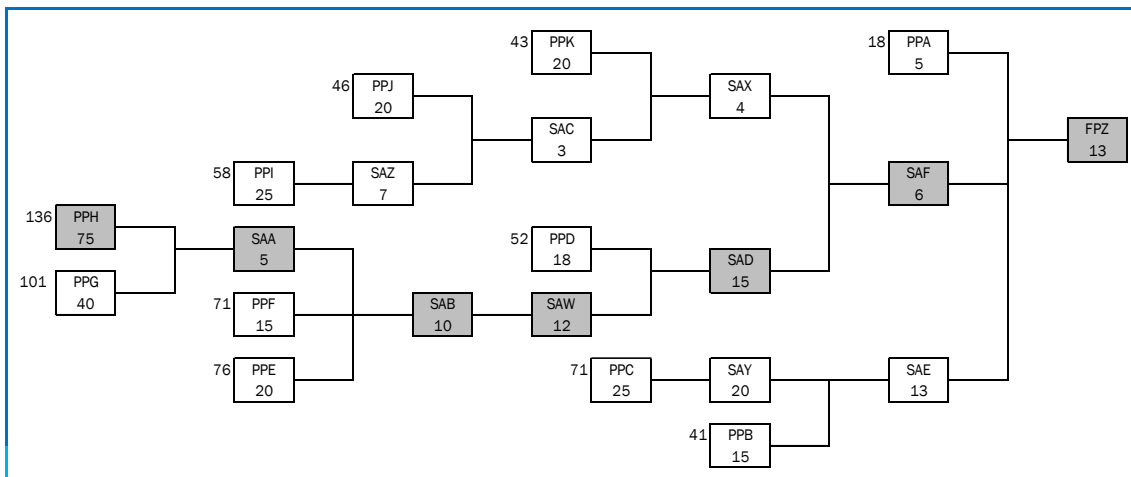 43 PPK
20
18 PPA
5
46 PPJ
20
SAX
4
SAC
3
FPZ
13
58 PPI
25
SAZ
7
SAF
6
136 PPH
75
SAA
5
52 PPD
18
SAD
15
101 PPG
40
71 PPF
15
SAB
10
SAW
12
76 PPE
20
71 PPC
25
SAY
20
SAE
13
41 PPB
15